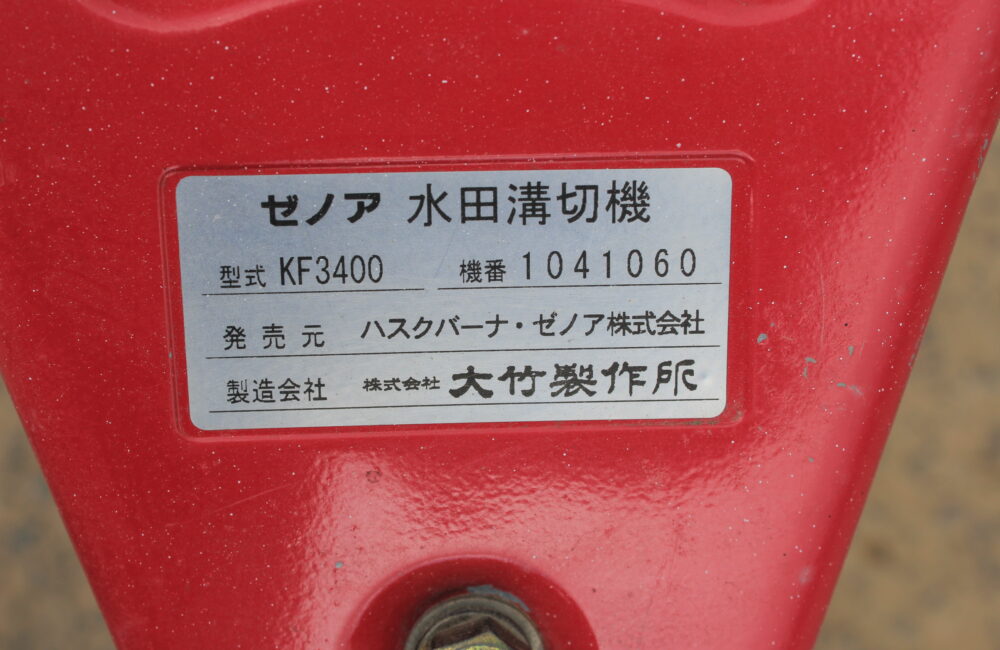 ゼノア 水田溝切機
型式 KF3400 機番 1041060
発売元 ハスクバーナ・ゼノア株式会社
製造会社 株式会社 大竹製作所